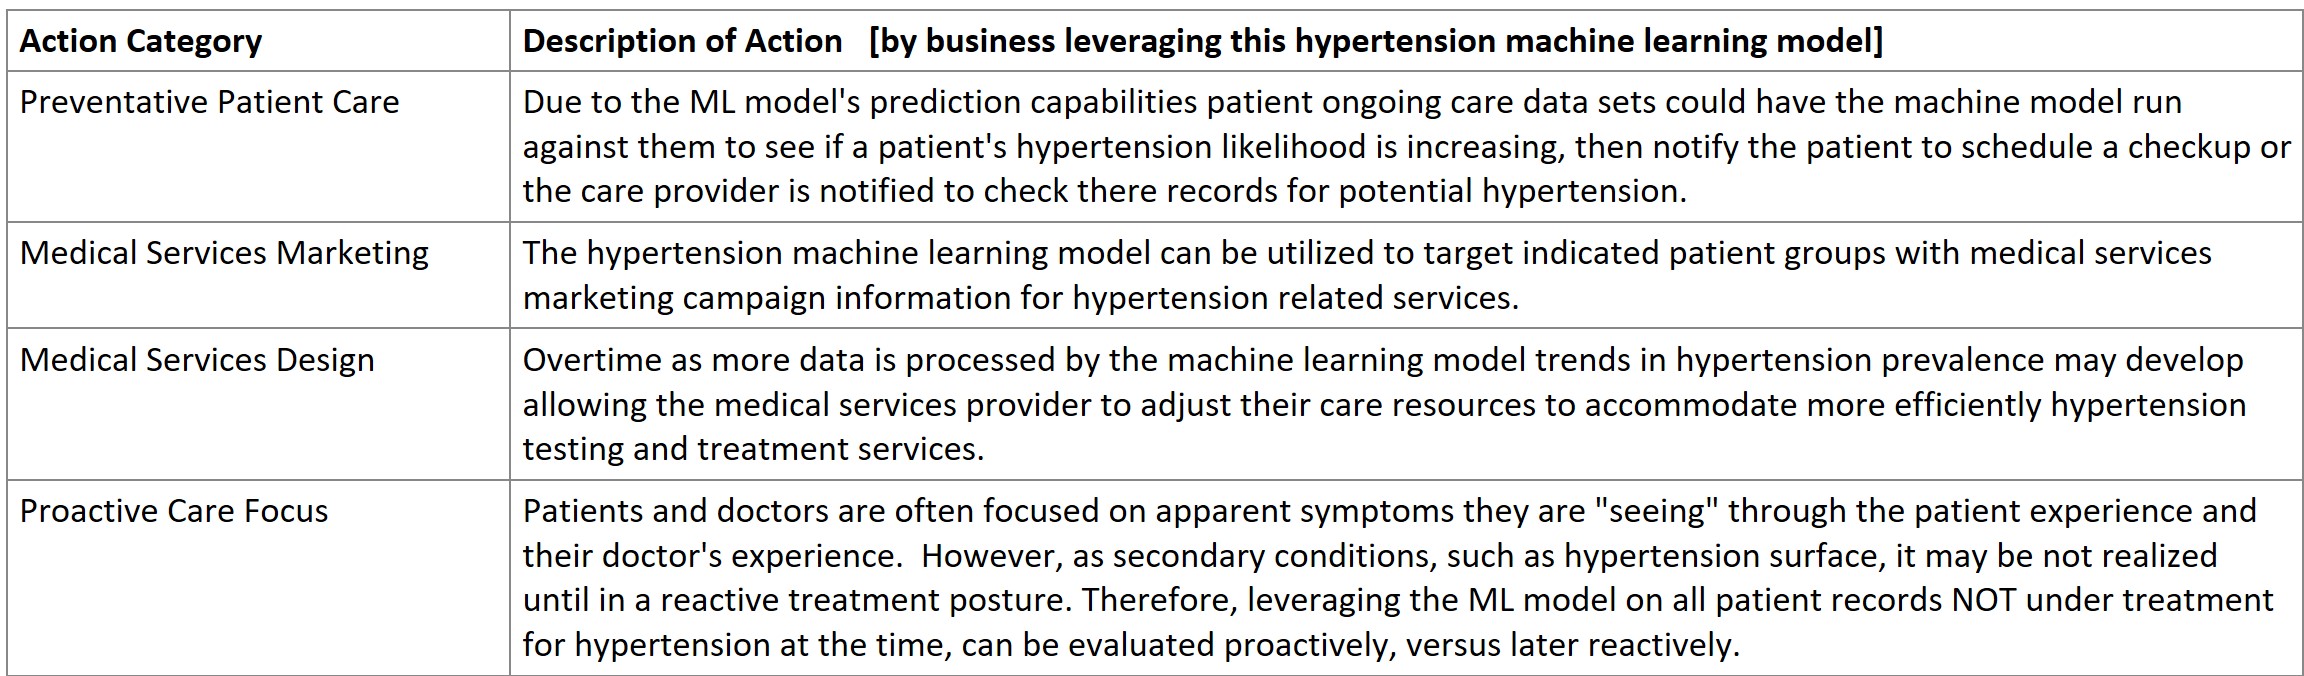 Action Category
Description of Action   [by business leveraging this hypertension machine learning model]
Preventative Patient Care
Due to the ML model's prediction capabilities patient ongoing care data sets could have the machine model run
against them to see if a patient's hypertension likelihood is increasing, then notify the patient to schedule a checkup or
the care provider is notified to check there records for potential hypertension.
Medical Services Marketing
The hypertension machine learning model can be utilized to target indicated patient groups with medical services
marketing campaign information for hypertension related services.
Medical Services Design
Overtime as more data is processed by the machine learning model trends in hypertension prevalence may develop
allowing the medical services provider to adjust their care resources to accommodate more efficiently hypertension
testing and treatment services.
Proactive Care Focus
Patients and doctors are often focused on apparent symptoms they are "seeing" through the patient experience and
their doctor's experience.  However, as secondary conditions, such as hypertension surface, it may be not realized
until in a reactive treatment posture. Therefore, leveraging the ML model on all patient records NOT under treatment
for hypertension at the time, can be evaluated proactively, versus later reactively.